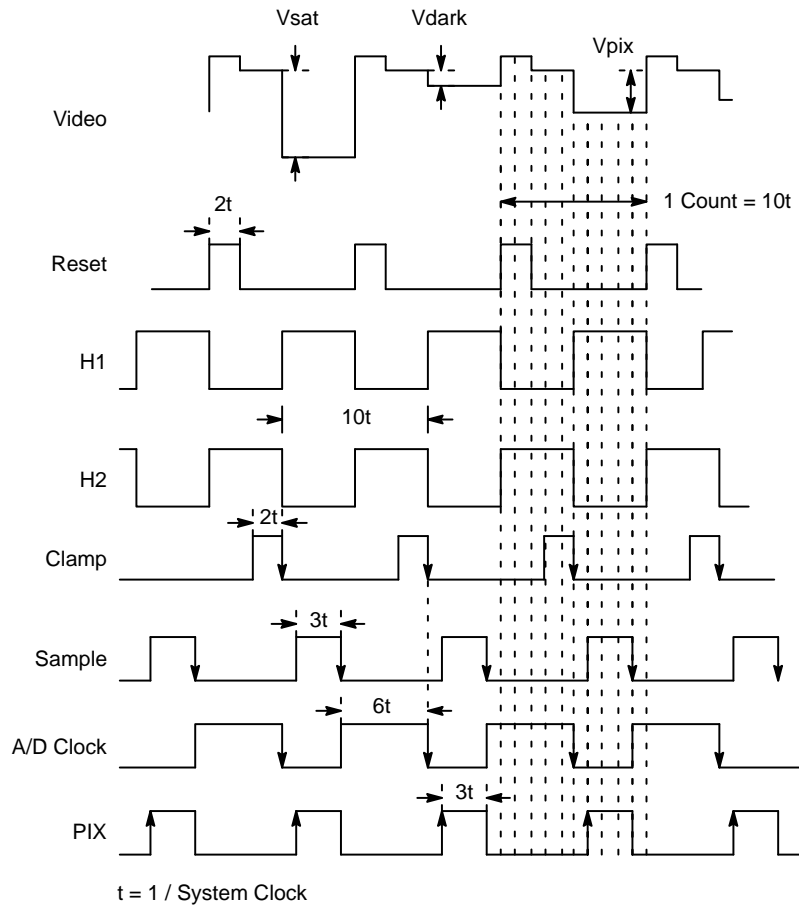 Vsat
Vdark
Vpix
Video
1 Count = 10t
2t
Reset
H1
10t
H2
2t
Clamp
3t
Sample
6t
A/D Clock
3t
PIX
t = 1 / System Clock